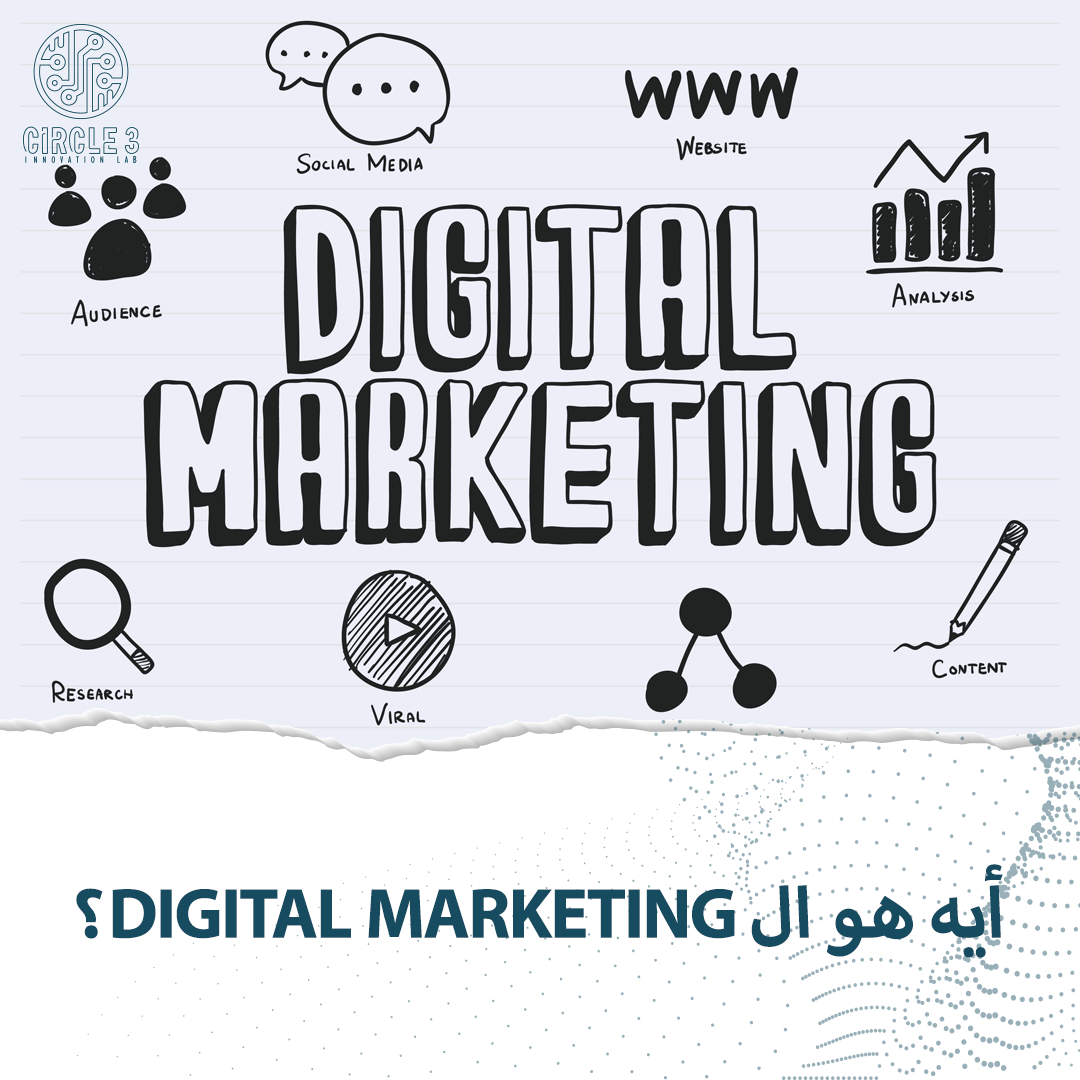 CIRCLE 3
INNOVATION LAB
SOCIAL MEDIA
WWW
WEBSITE
AUDIENCE
ANALYSIS
DIGITAL
MARKETING
RESEARCH
VIRAL
CONTENT
أيه هو ال DIGITAL MARKETING؟